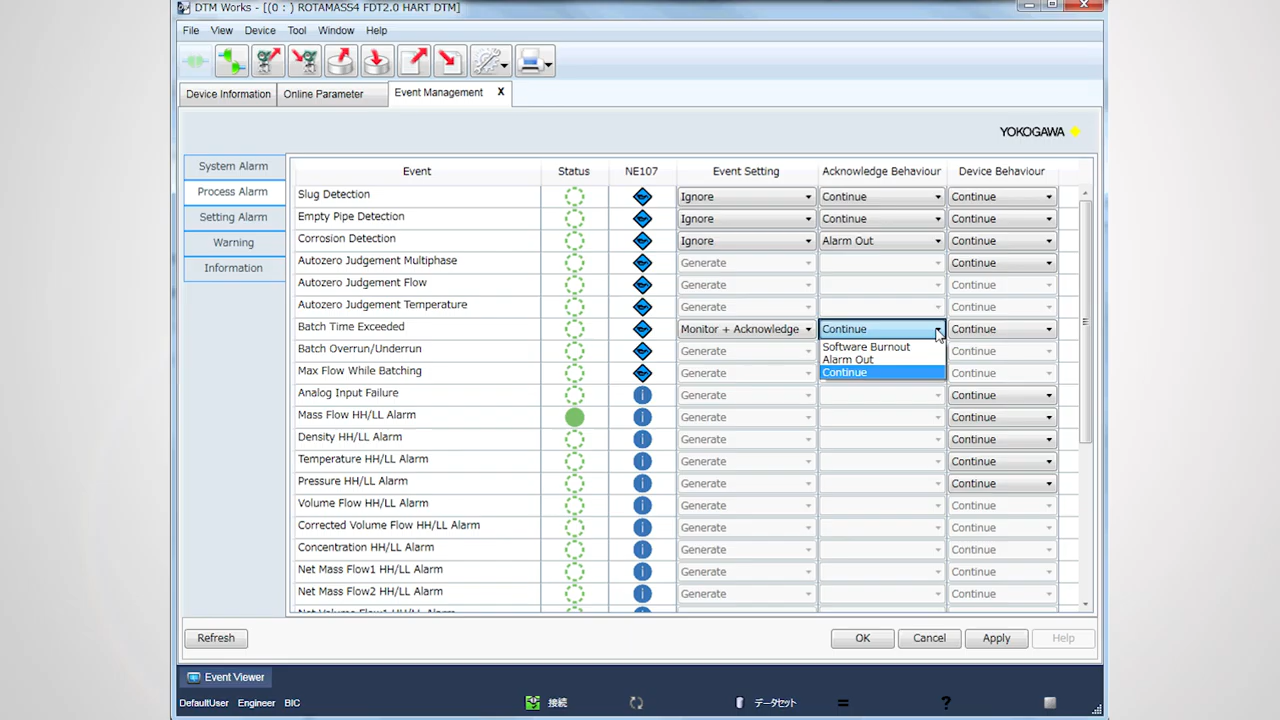 DTM Works - [(0 : ) ROTAMASS4 FDT2.0 HART DTM]
File View Device Tool Window Help
Device Information Online Parameter Event Management X
YOKOGAWA
System Alarm
Process Alarm
Setting Alarm
Warning
Information
Event Status NE107 Event Setting Acknowledge Behaviour Device Behaviour
Slug Detection Ignore Continue Continue
Empty Pipe Detection Ignore Continue Continue
Corrosion Detection Ignore Alarm Out Continue
Autozero Judgement Multiphase Generate Continue
Autozero Judgement Flow Generate Continue
Autozero Judgement Temperature Generate Continue
Batch Time Exceeded Monitor + Acknowledge Continue Continue
Software Burnout
Alarm Out
Continue
Batch Overrun/Underrun Generate Continue
Max Flow While Batching Generate Continue
Analog Input Failure i Generate Continue
Mass Flow HH/LL Alarm i Generate Continue
Density HH/LL Alarm i Generate Continue
Temperature HH/LL Alarm i Generate Continue
Pressure HH/LL Alarm i Generate Continue
Volume Flow HH/LL Alarm i Generate Continue
Corrected Volume Flow HH/LL Alarm i Generate Continue
Concentration HH/LL Alarm i Generate Continue
Net Mass Flow1 HH/LL Alarm i Generate Continue
Net Mass Flow2 HH/LL Alarm i Generate Continue
Net Volume Flow1 HH/LL Alarm
Refresh OK Cancel Apply Help
Event Viewer
DefaultUser Engineer BIC 接続 データセット = ?